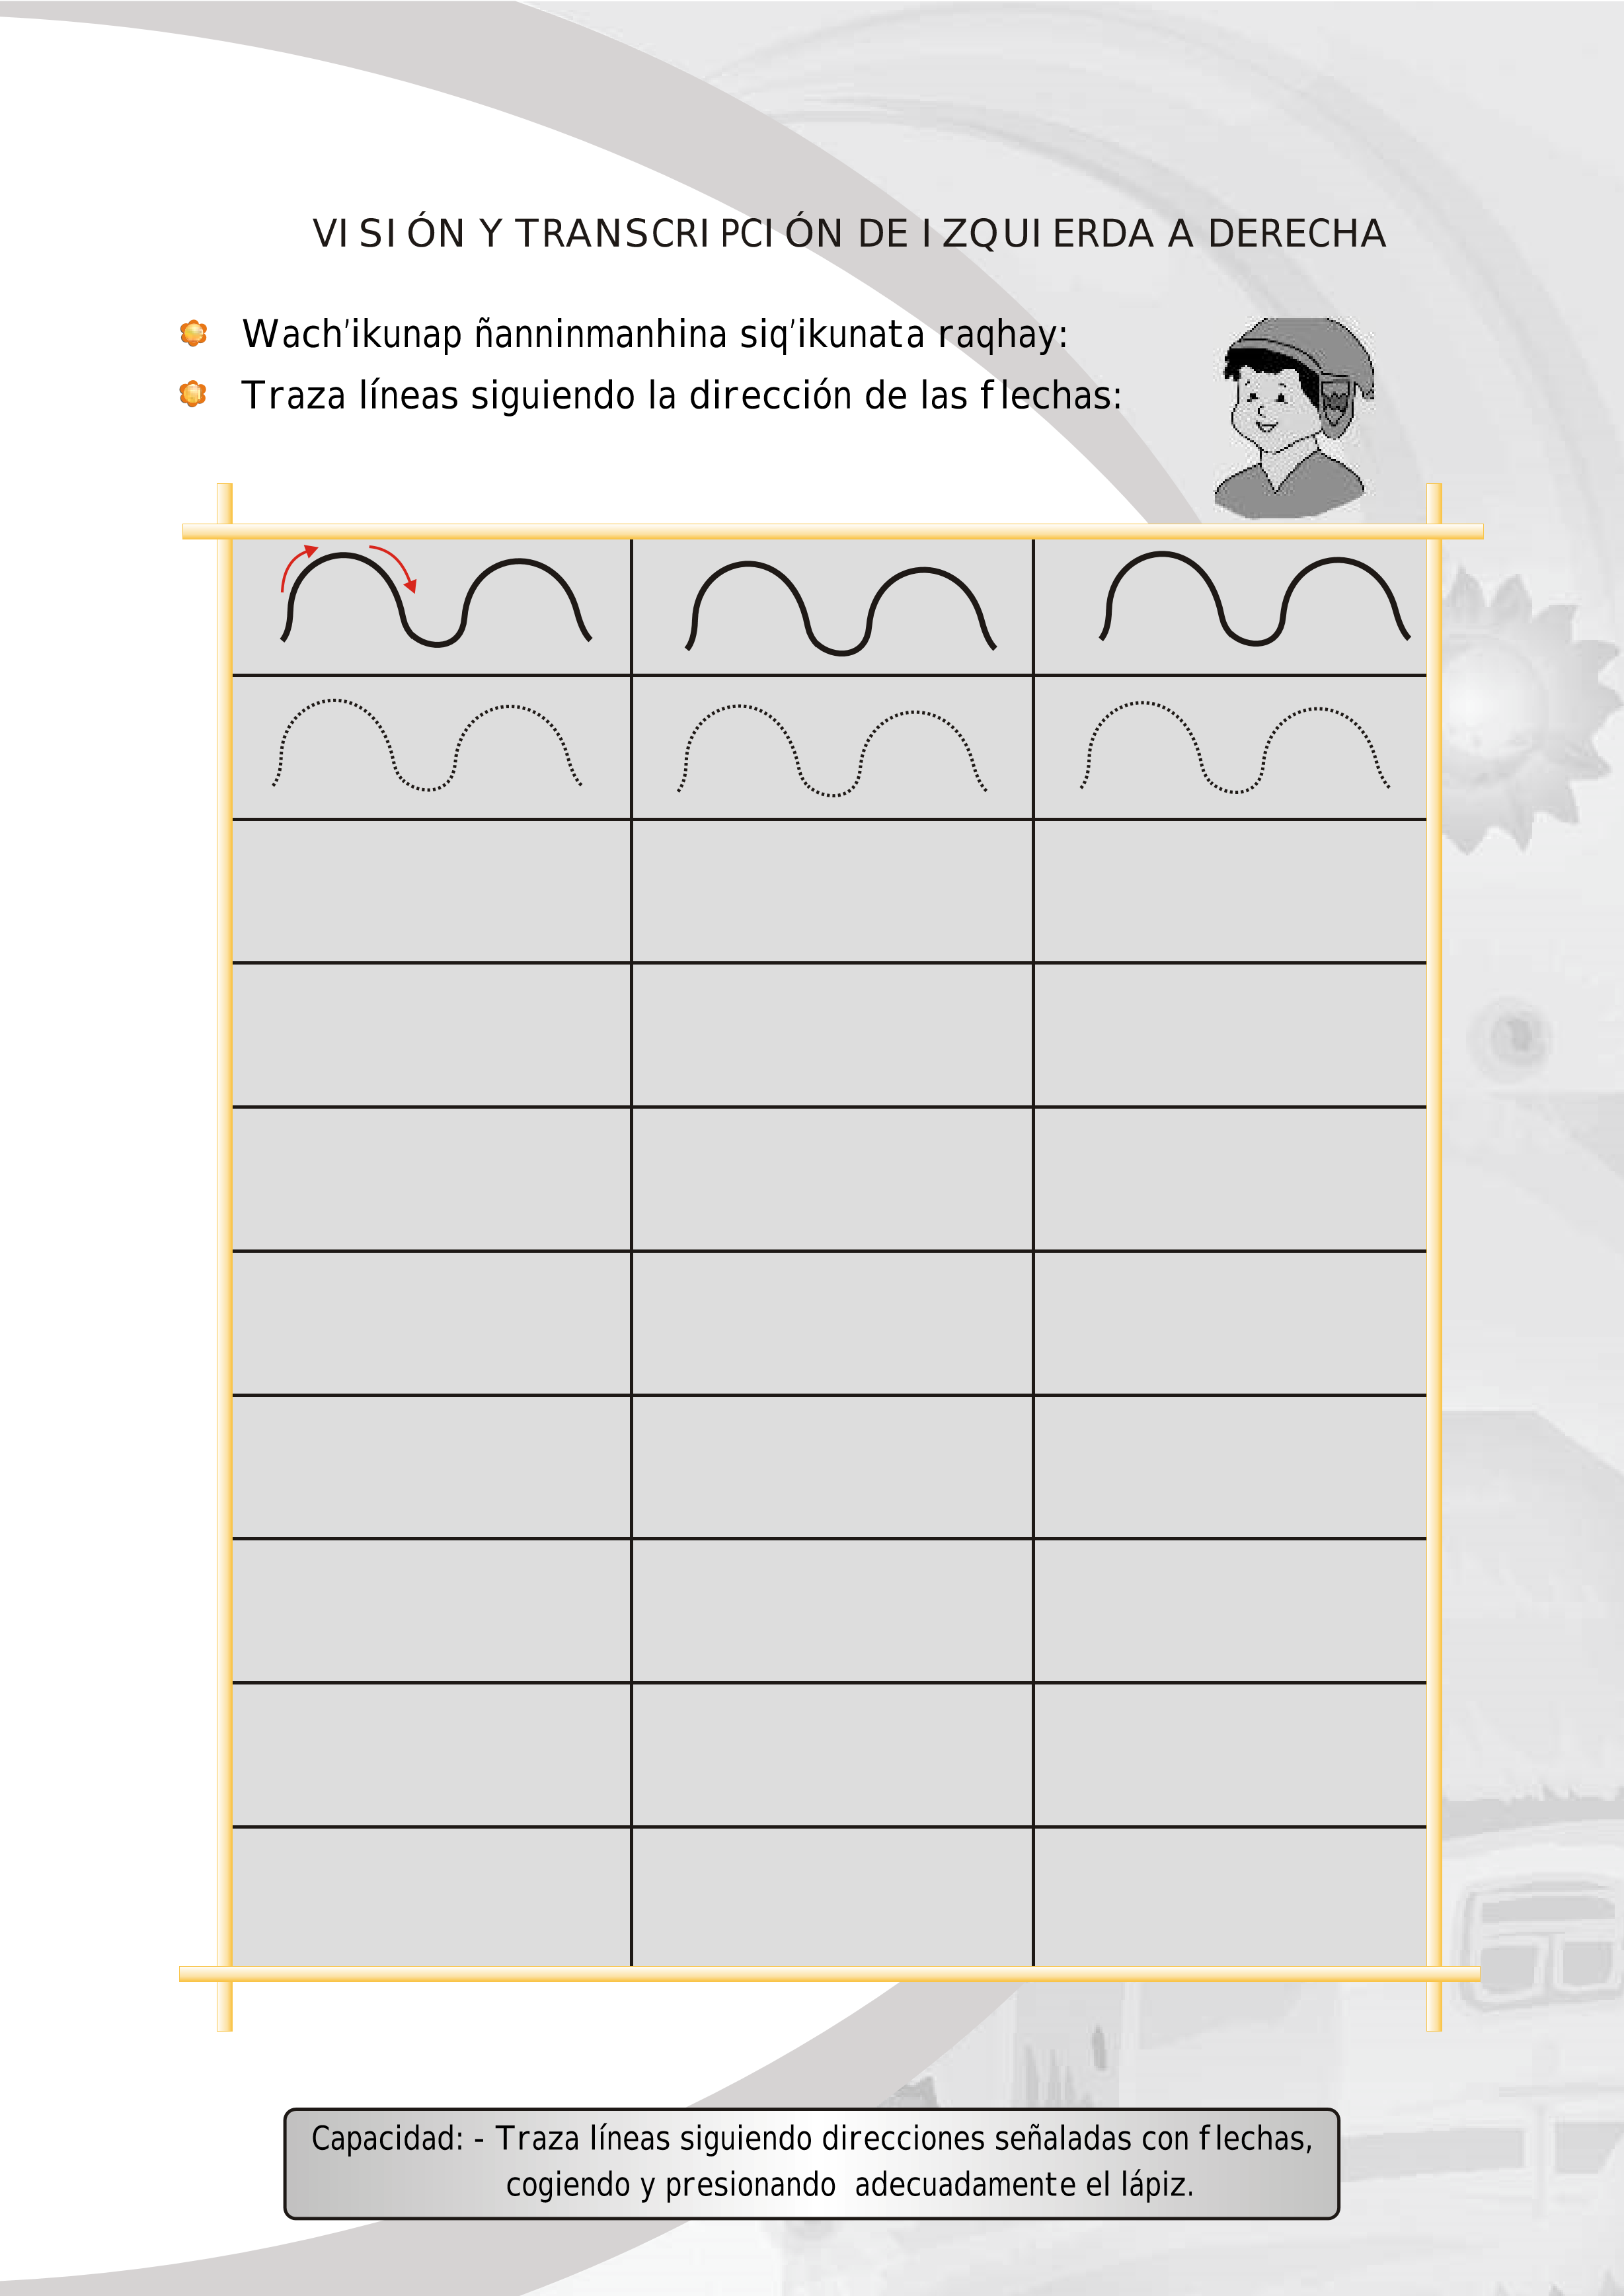 VISIÓN Y TRANSCRIPCIÓN DE IZQUIERDA A DERECHA
Wach'ikunap ñanninmanhina siq'ikunata raqhay:
Traza líneas siguiendo la dirección de las flechas:
Capacidad: - Traza líneas siguiendo direcciones señaladas con flechas,
cogiendo y presionando adecuadamente el lápiz.